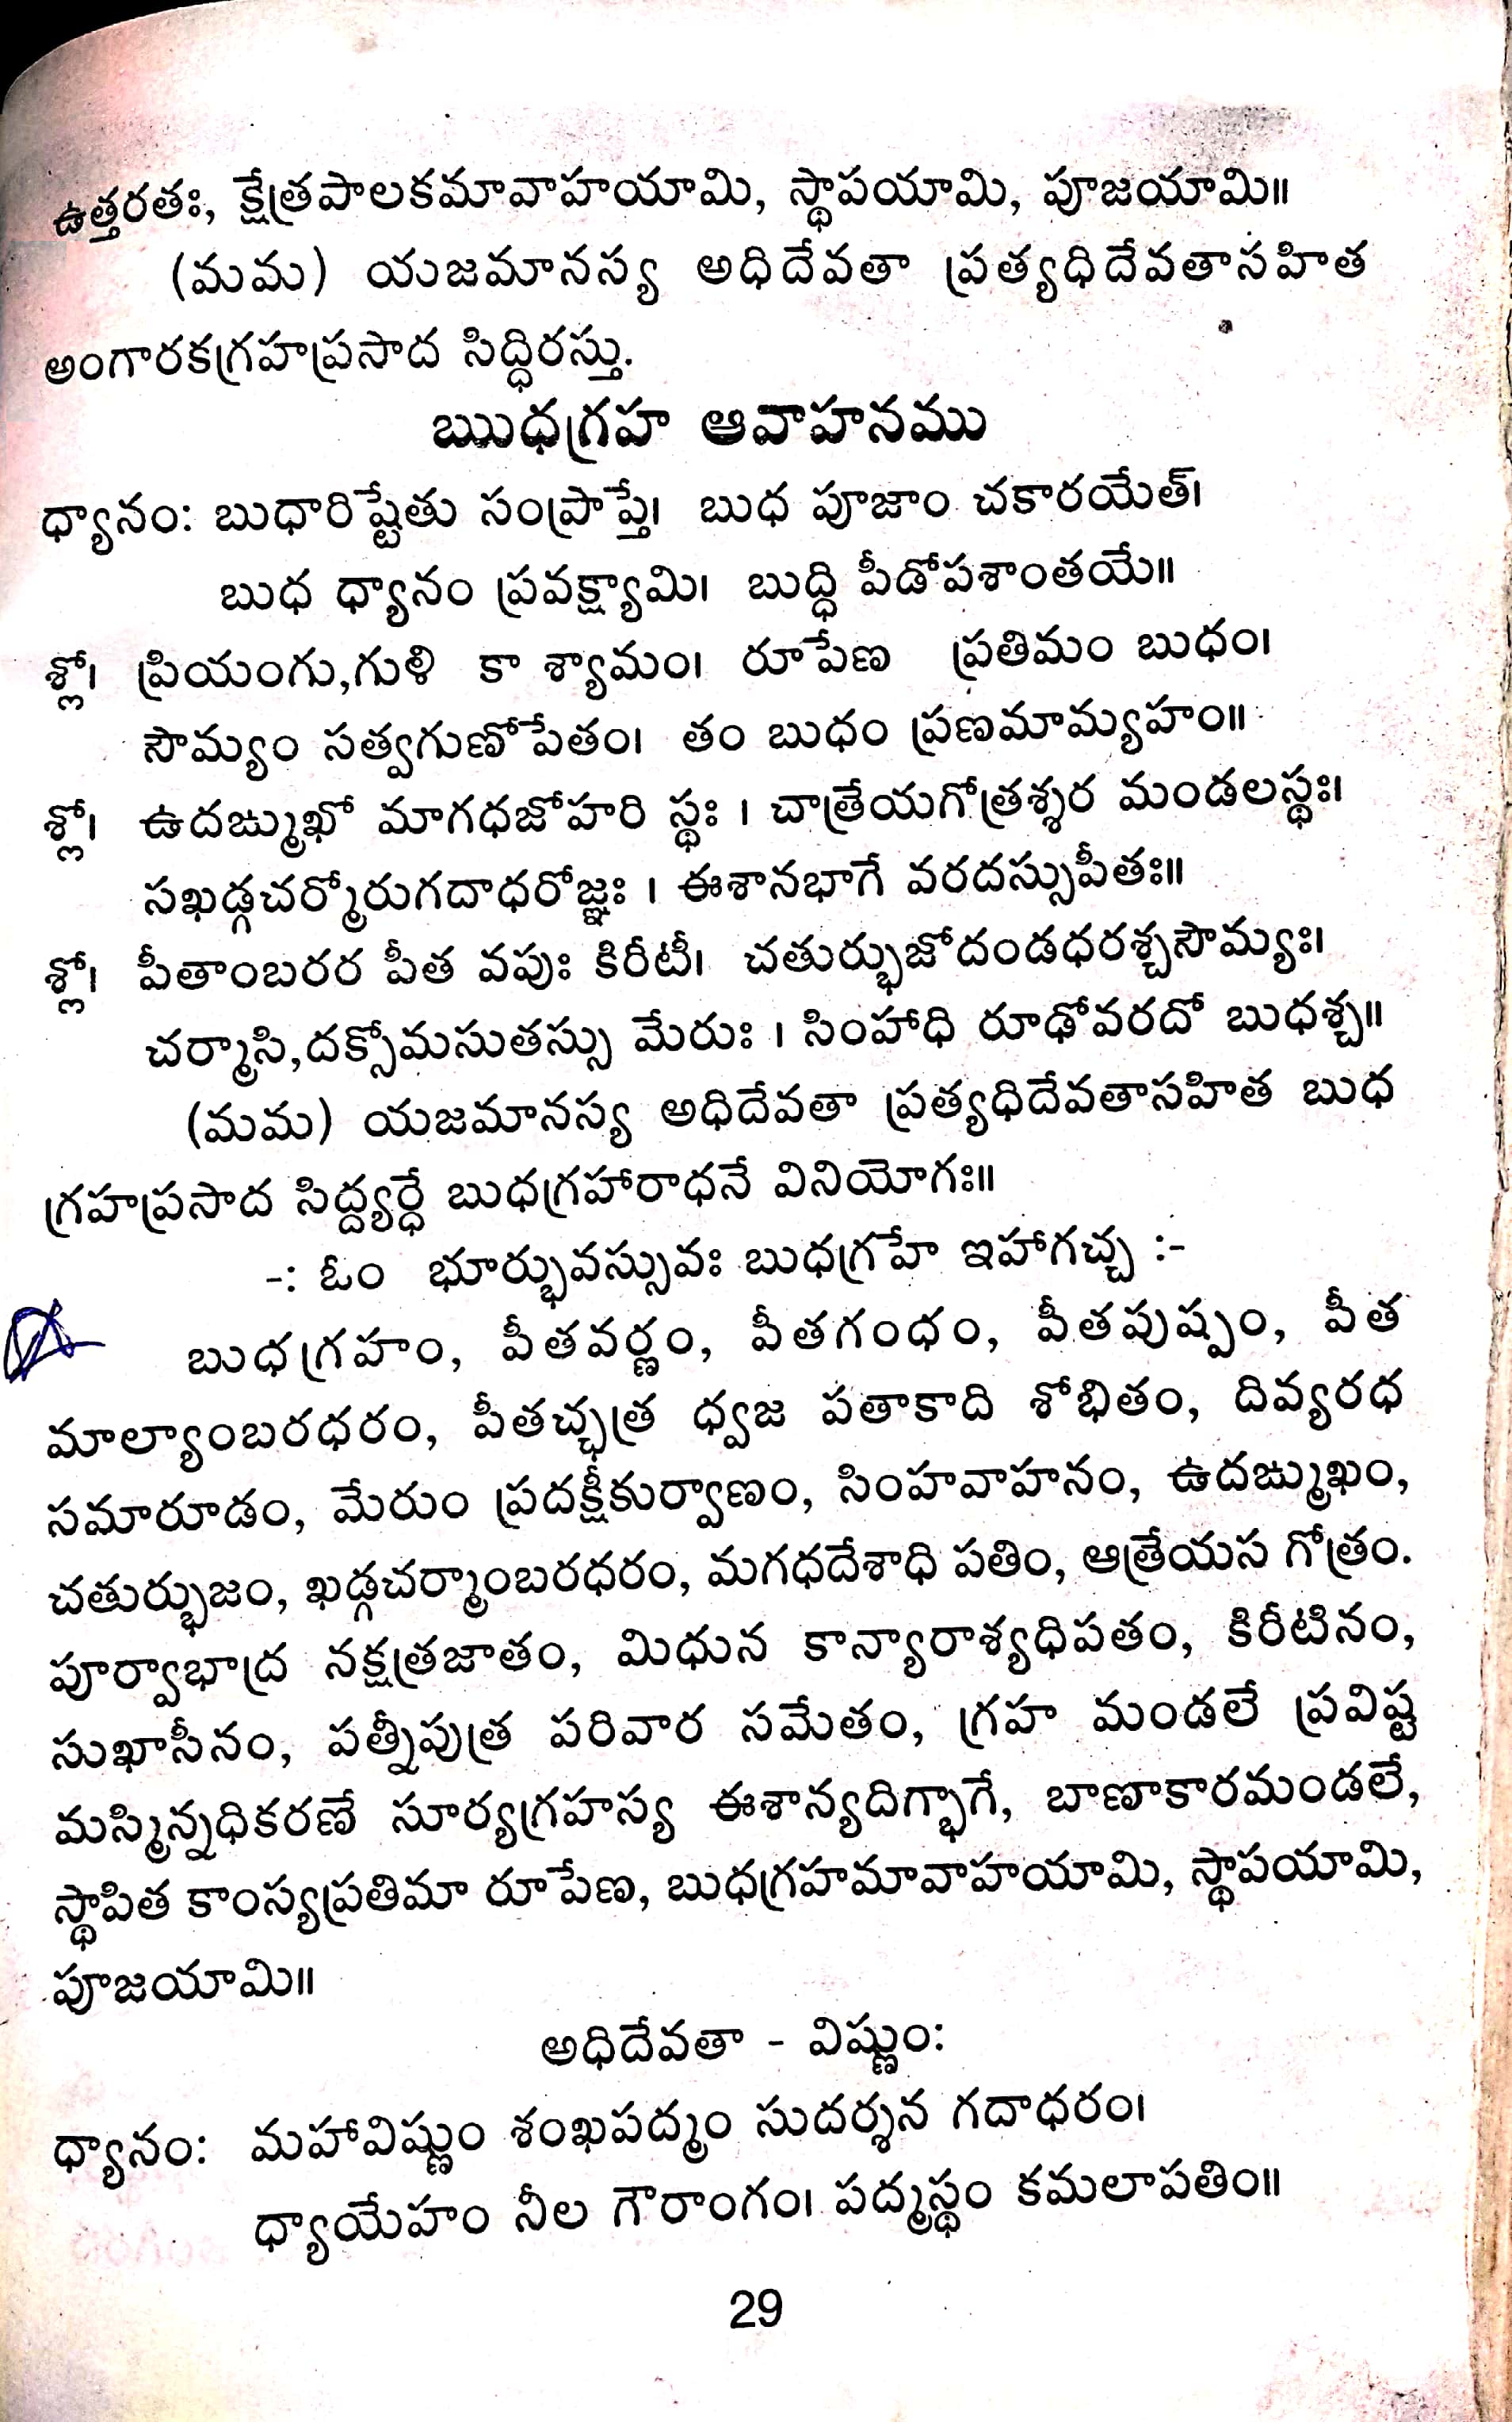 ఉత్తరతః, క్షేత్రపాలకమావాహయామి, స్థాపయామి, పూజయామి॥
(మమ) యజమానస్య అధిదేవతా ప్రత్యధిదేవతాసహిత
అంగారకగ్రహప్రసాద సిద్ధిరస్తు.
ఋధగ్రహ ఆవాహనము
ధ్యానం: బుధారిష్టేతు సంప్రాప్తే। బుధ పూజాం చకారయేత్।
బుధ ధ్యానం ప్రవక్ష్యామి। బుద్ధి పీడోపశాంతయే॥
శ్లో। ప్రియంగు,గుళి కా శ్యామం। రూపేణ ప్రతిమం బుధం।
సౌమ్యం సత్వగుణోపేతం। తం బుధం ప్రణమామ్యహం॥
శ్లో। ఉదఙ్ముఖో మాగధజోహరి స్థః । చాత్రేయగోత్రశ్శర మండలస్థః।
సఖడ్గచర్మోరుగదాధరోజ్ఞః । ఈశానభాగే వరదస్సుపీతః॥
శ్లో। పీతాంబరర పీత వపుః కిరీటీ। చతుర్భుజోదండధరశ్చసౌమ్యః।
చర్మాసి,దక్సోమసుతస్సు మేరుః । సింహాధి రూఢోవరదో బుధశ్చ॥
(మమ) యజమానస్య అధిదేవతా ప్రత్యధిదేవతాసహిత బుధ
గ్రహప్రసాద సిద్ద్యర్ధే బుధగ్రహారాధనే వినియోగః॥
-: ఓం భూర్భువస్సువః బుధగ్రహే ఇహాగచ్చ :-
బుధగ్రహం, పీతవర్ణం, పీతగంధం, పీతపుష్పం, పీత
మాల్యాంబరధరం, పీతచ్ఛత్ర ధ్వజ పతాకాది శోభితం, దివ్యరధ
సమారూడం, మేరుం ప్రదక్షీకుర్వాణం, సింహవాహనం, ఉదఙ్ముఖం,
చతుర్భుజం, ఖడ్గచర్మాంబరధరం, మగధదేశాధి పతిం, ఆత్రేయస గోత్రం.
పూర్వాభాద్ర నక్షత్రజాతం, మిధున కాన్యారాశ్యధిపతం, కిరీటినం,
సుఖాసీనం, పత్నీపుత్ర పరివార సమేతం, గ్రహ మండలే ప్రవిష్ట
మస్మిన్నధికరణే సూర్యగ్రహస్య ఈశాన్యదిగ్భాగే, బాణాకారమండలే,
స్థాపిత కాంస్యప్రతిమా రూపేణ, బుధగ్రహమావాహయామి, స్థాపయామి,
పూజయామి॥
అధిదేవతా - విష్ణుం:
ధ్యానం: మహావిష్ణుం శంఖపద్మం సుదర్శన గదాధరం।
ధ్యాయేహం నీల గౌరాంగం। పద్మస్థం కమలాపతిం॥
29